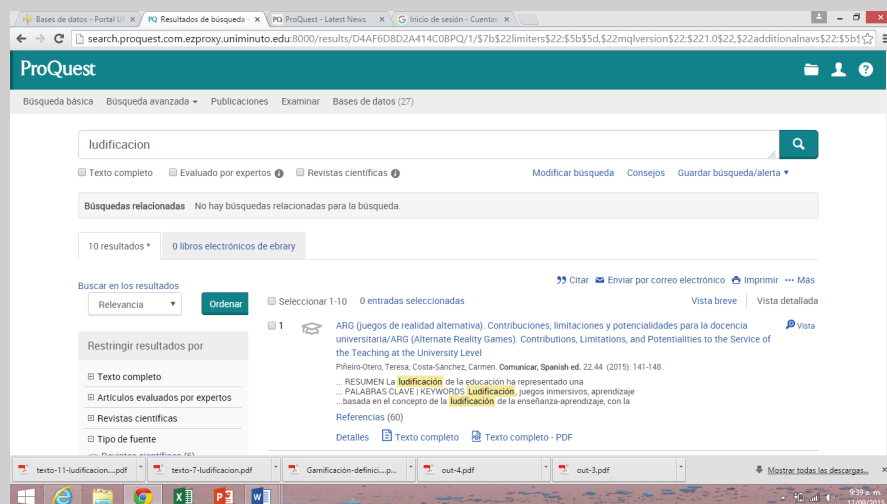 Bases de datos - Portal U
PQ Resultados de búsqueda -
PQ ProQuest - Latest News
Inicio de sesión - Cuentas
search.proquest.com.ezproxy.uniminuto.edu:8000/results/D4AF6D8D2A414C0BPQ/1/$7b$22limiters$22:$5b$5d,$22mqlversion$22:$221.0$22,$22additionalnavs$22:$5b$
ProQuest
Búsqueda básica Búsqueda avanzada Publicaciones Examinar Bases de datos (27)
ludificacion
Texto completo Evaluado por expertos Revistas científicas Modificar búsqueda Consejos Guardar búsqueda/alerta
Búsquedas relacionadas No hay búsquedas relacionadas para la búsqueda.
10 resultados * 0 libros electrónicos de ebrary
Citar Enviar por correo electrónico Imprimir Más
Buscar en los resultados
Relevancia Ordenar
Seleccionar 1-10 0 entradas seleccionadas Vista breve Vista detallada
Restringir resultados por
Texto completo
Artículos evaluados por expertos
Revistas científicas
Tipo de fuente
Revistas científicas (6)
1 ARG (juegos de realidad alternativa). Contribuciones, limitaciones y potencialidades para la docencia Vista
universitaria/ARG (Alternate Reality Games). Contributions, Limitations, and Potentialities to the Service of
the Teaching at the University Level
Piñeiro-Otero, Teresa; Costa-Sánchez, Carmen. Comunicar, Spanish ed. 22.44 (2015): 141-148.
... RESUMEN La ludificación de la educación ha representado una
... PALABRAS CLAVE | KEYWORDS Ludificación, juegos inmersivos, aprendizaje
...basada en el concepto de la ludificación de la enseñanza-aprendizaje, con la
Referencias (60)
Detalles Texto completo Texto completo - PDF
texto-11-ludificacion....pdf texto-7-ludificacion.pdf Gamificación-definici....p... out-4.pdf out-3.pdf Mostrar todas las descargas...
9:39 a. m.
12/09/2015